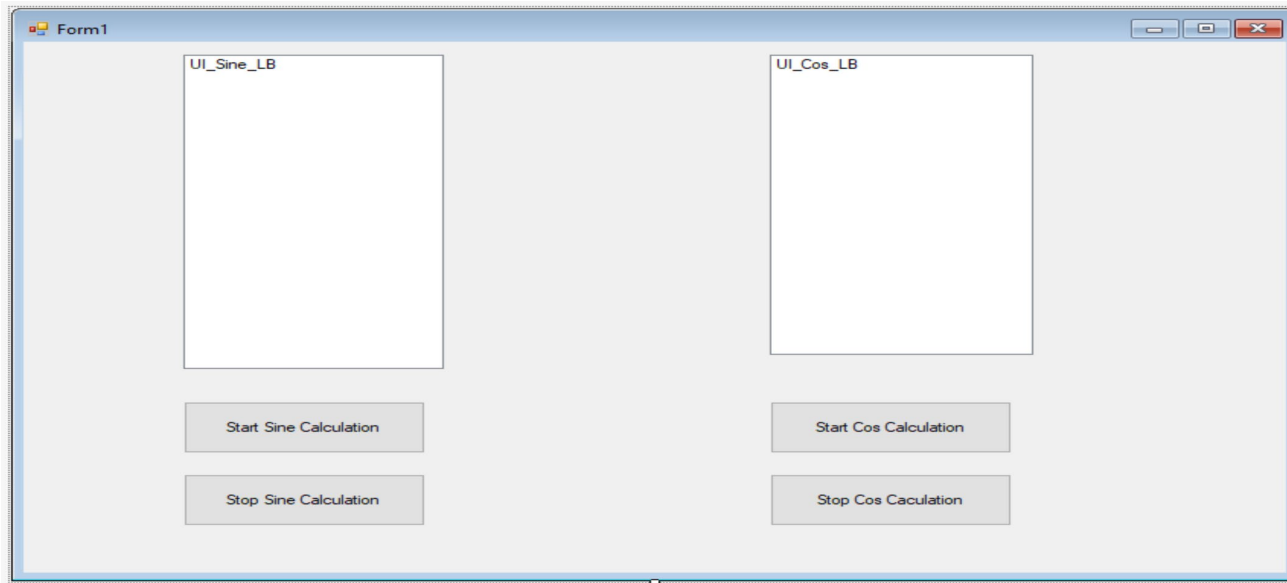 Form1
UI_Sine_LB
UI_Cos_LB
Start Sine Calculation
Start Cos Calculation
Stop Sine Calculation
Stop Cos Caculation